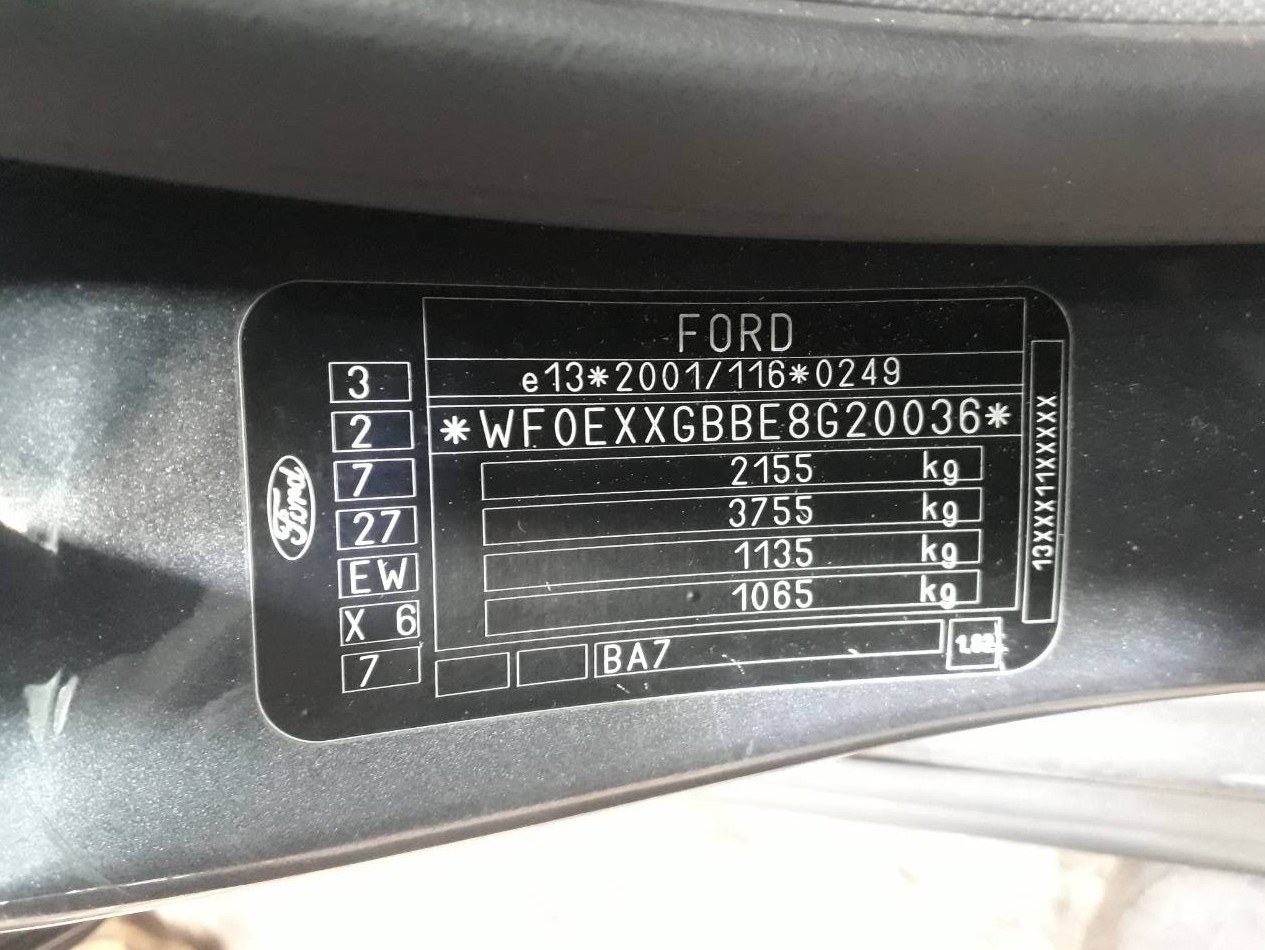 FORD
e13*2001/116*0249
*WF0EXXGBBE8G20036*
2155 kg
3755 kg
1135 kg
1065 kg
BA7
3
2
7
27
EW
X 6
7
Ford
13XXX11XXXXX